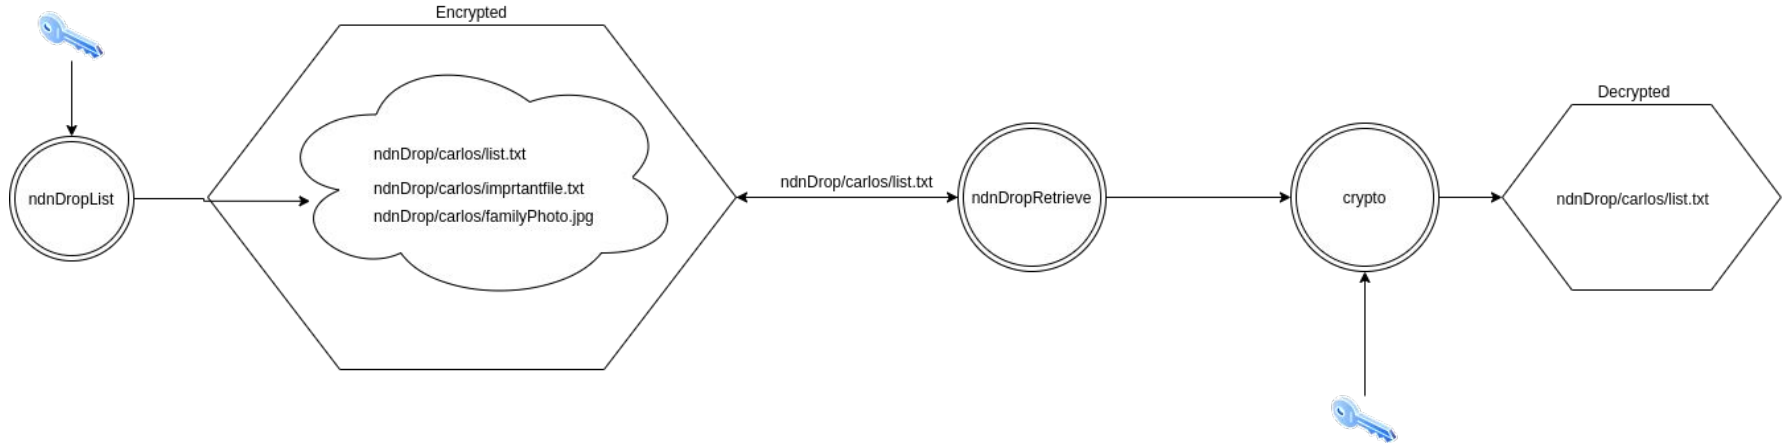 Encrypted
ndnDropList
ndnDrop/carlos/list.txt
ndnDrop/carlos/imprtantfile.txt
ndnDrop/carlos/familyPhoto.jpg
ndnDrop/carlos/list.txt
ndnDropRetrieve
crypto
Decrypted
ndnDrop/carlos/list.txt